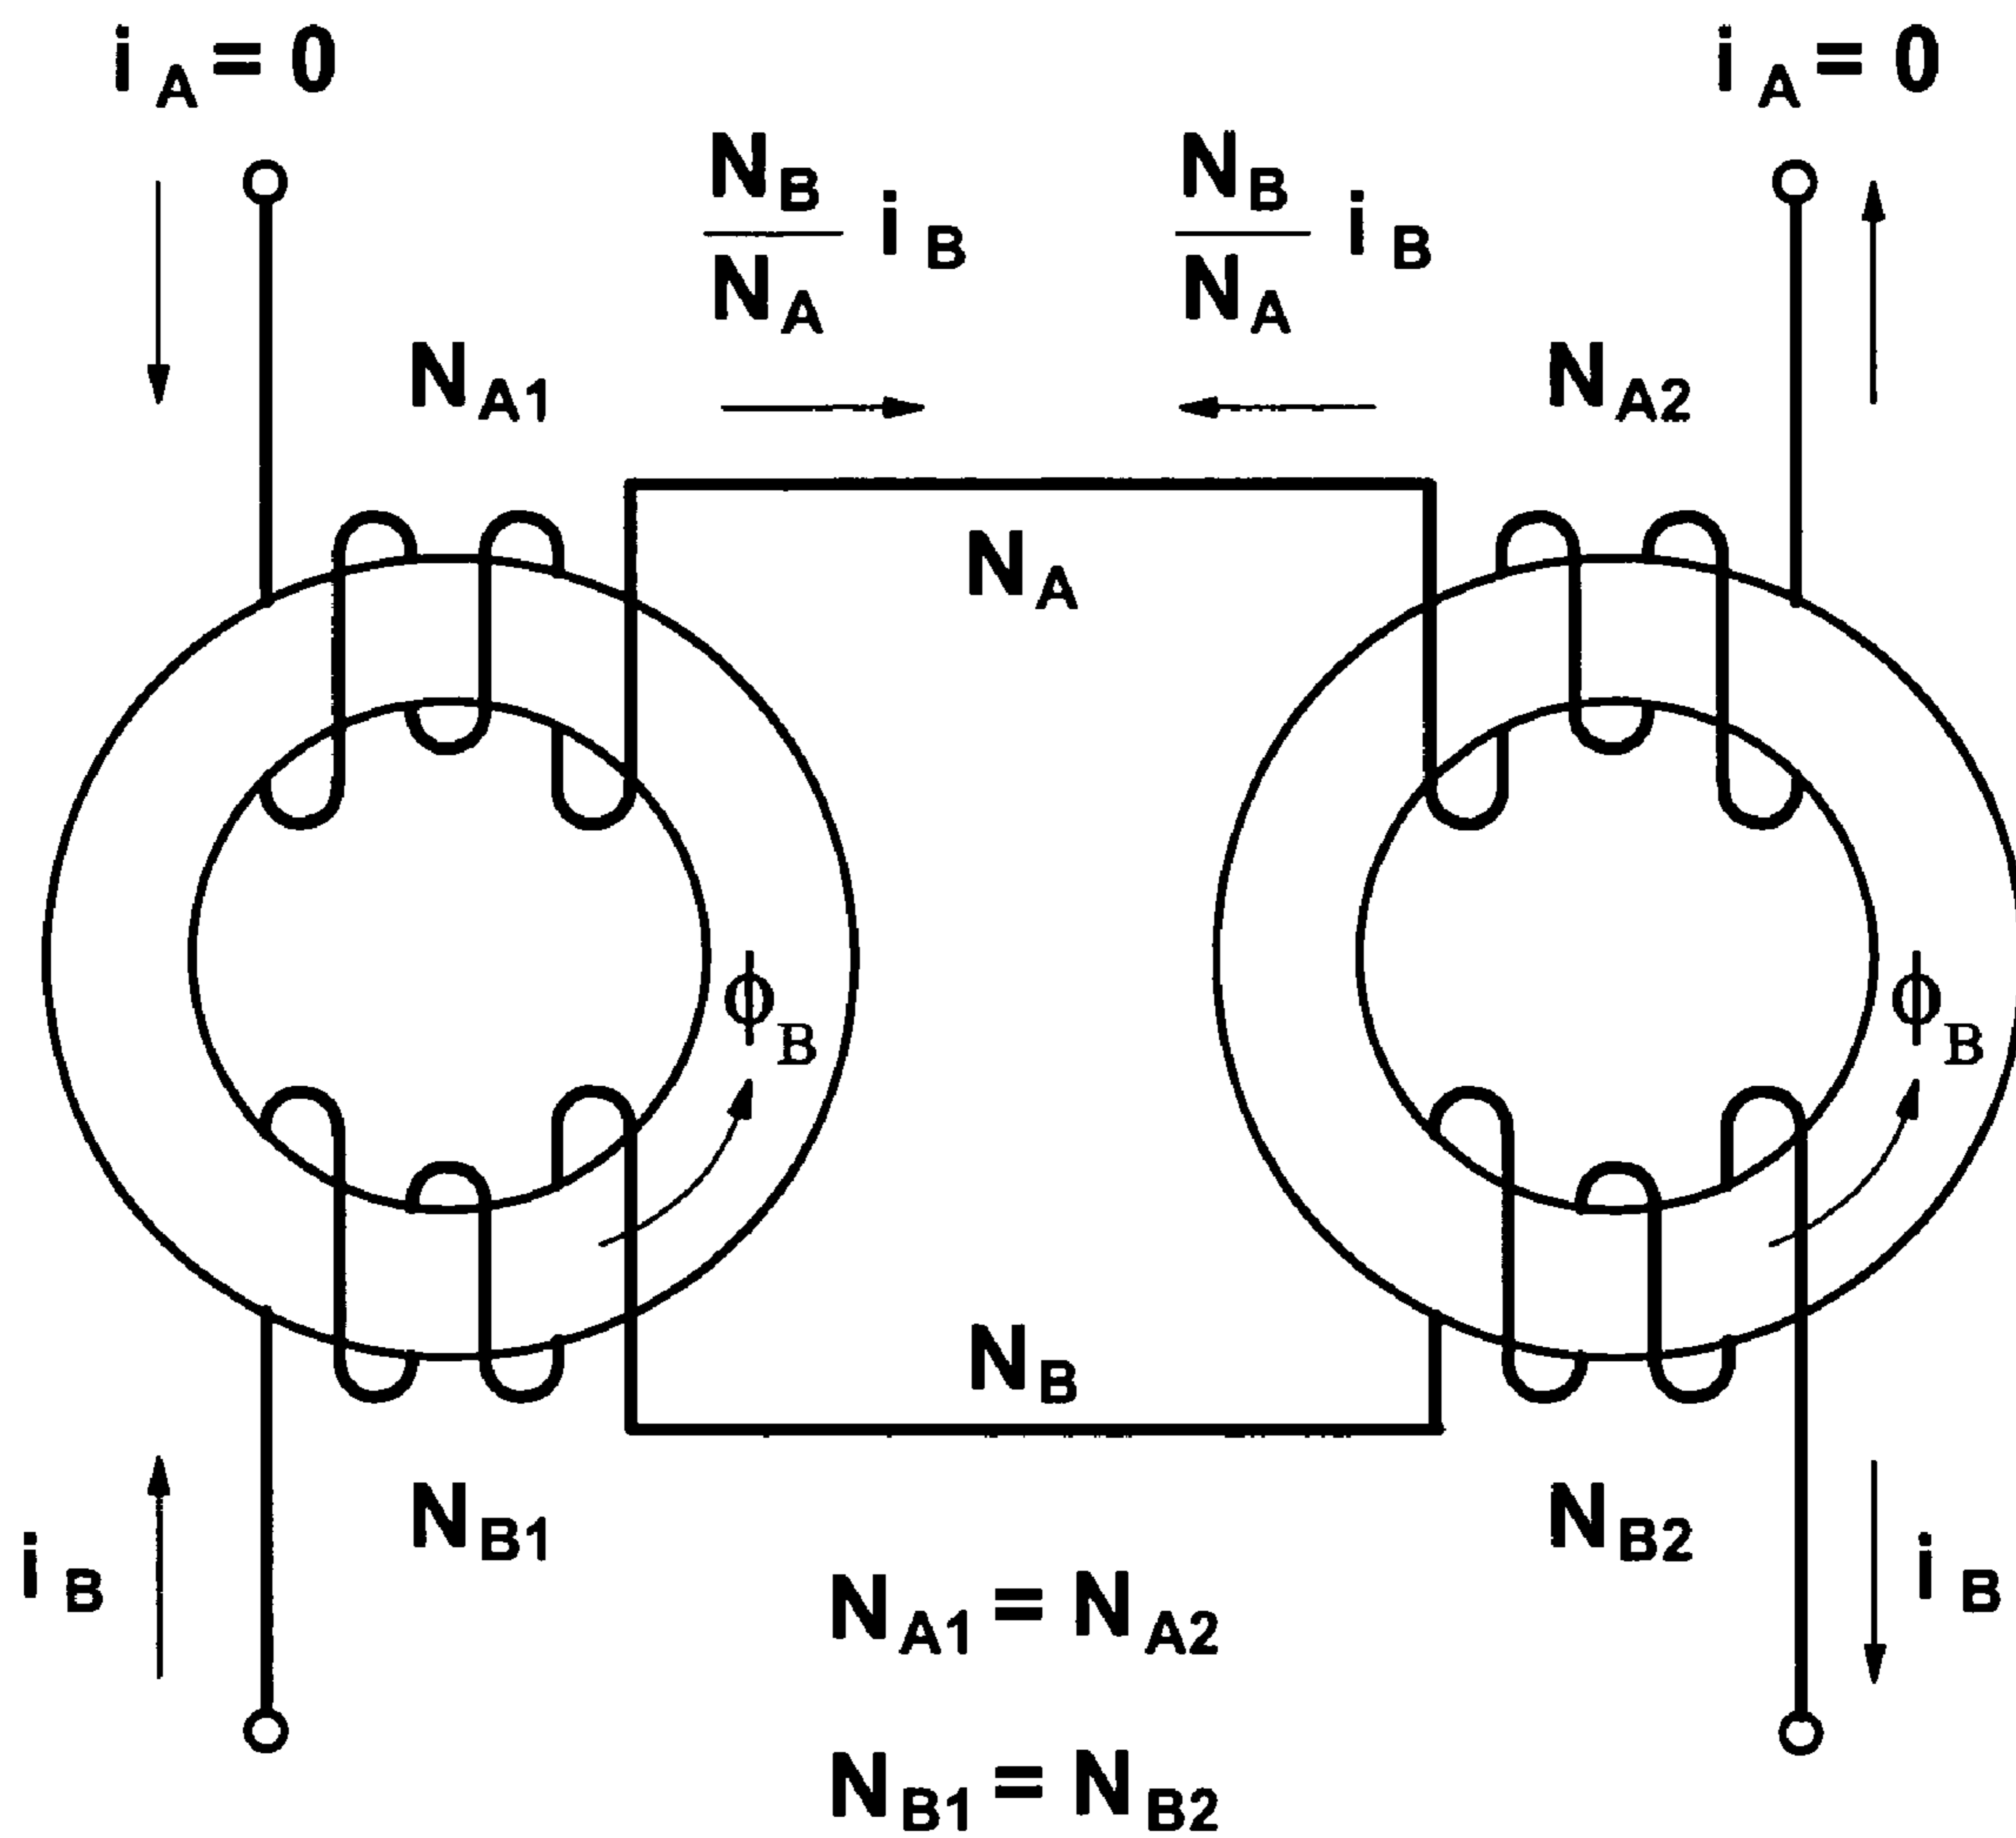 i A = 0
i A = 0
N B / N A i B
N B / N A i B
N A1
N A2
N A
ϕ B
ϕ B
N B
N B1
N B2
i B
i B
N A1 = N A2
N B1 = N B2